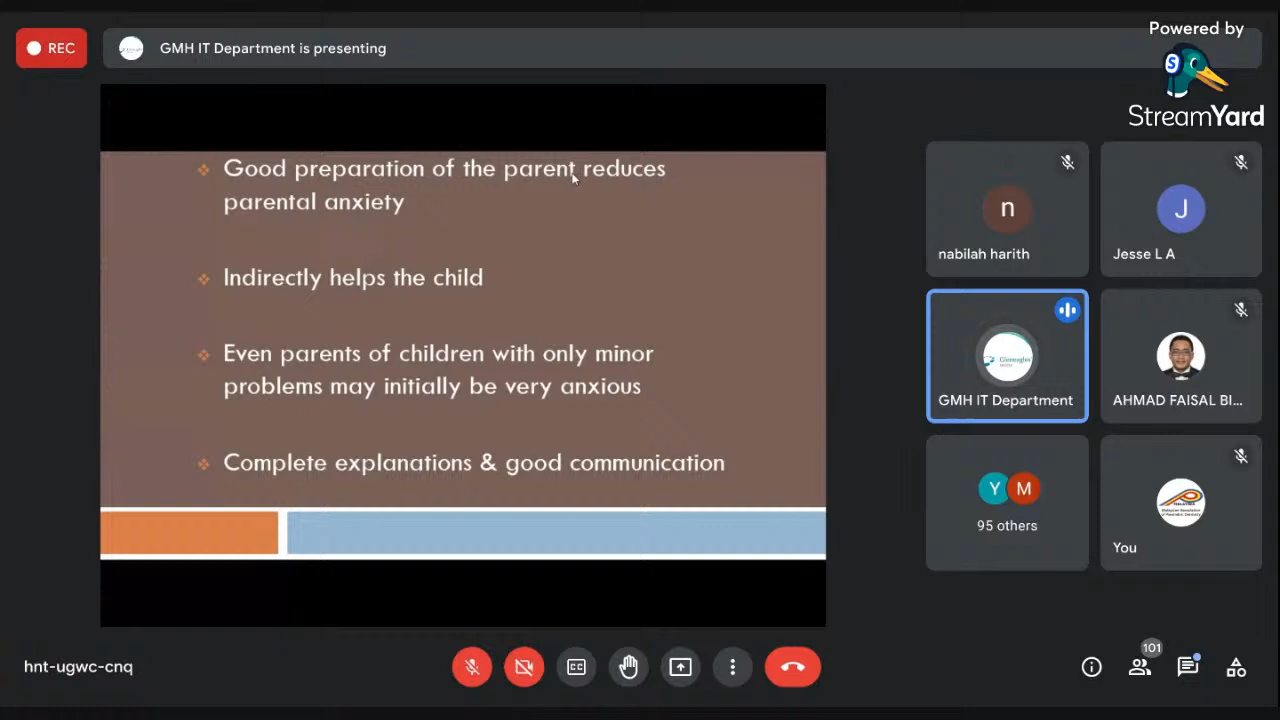 Powered by
REC
GMH IT Department is presenting
S
StreamYard
Good preparation of the parent reduces
parental anxiety
Indirectly helps the child
Even parents of children with only minor
problems may initially be very anxious
Complete explanations & good communication
n
nabilah harith
J
Jesse L A
Gleneagles
GMH IT Department
AHMAD FAISAL BI...
Y M
95 others
You
hnt-ugwc-cnq
CC
101